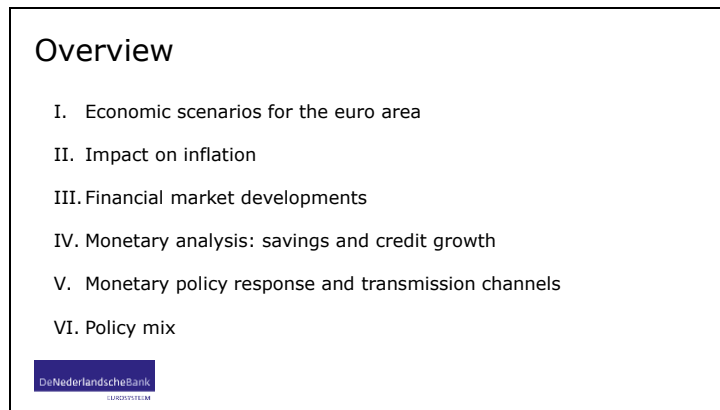 Overview
I. Economic scenarios for the euro area
II. Impact on inflation
III. Financial market developments
IV. Monetary analysis: savings and credit growth
V. Monetary policy response and transmission channels
VI. Policy mix
DeNederlandscheBank
EUROSYSTEEM